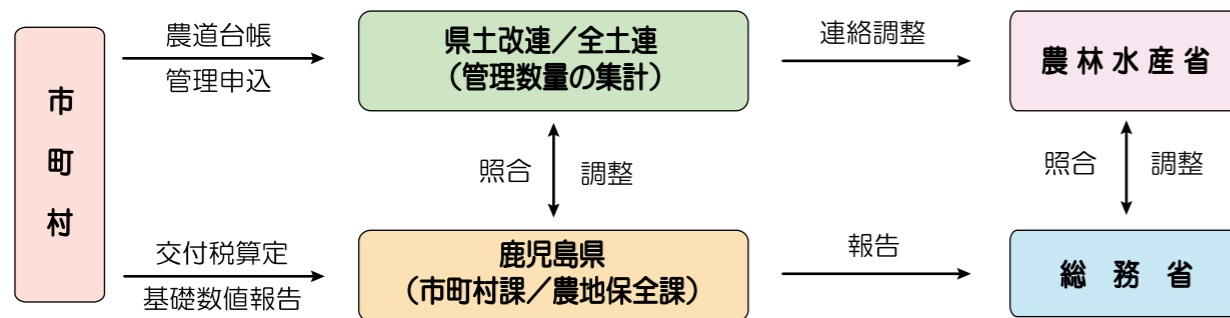 市町村
農道台帳
管理申込
県土改連／全土連
（管理数量の集計）
連絡調整
農林水産省
照合 調整
照合 調整
交付税算定
基礎数値報告
鹿児島県
（市町村課／農地保全課）
報告
総務省